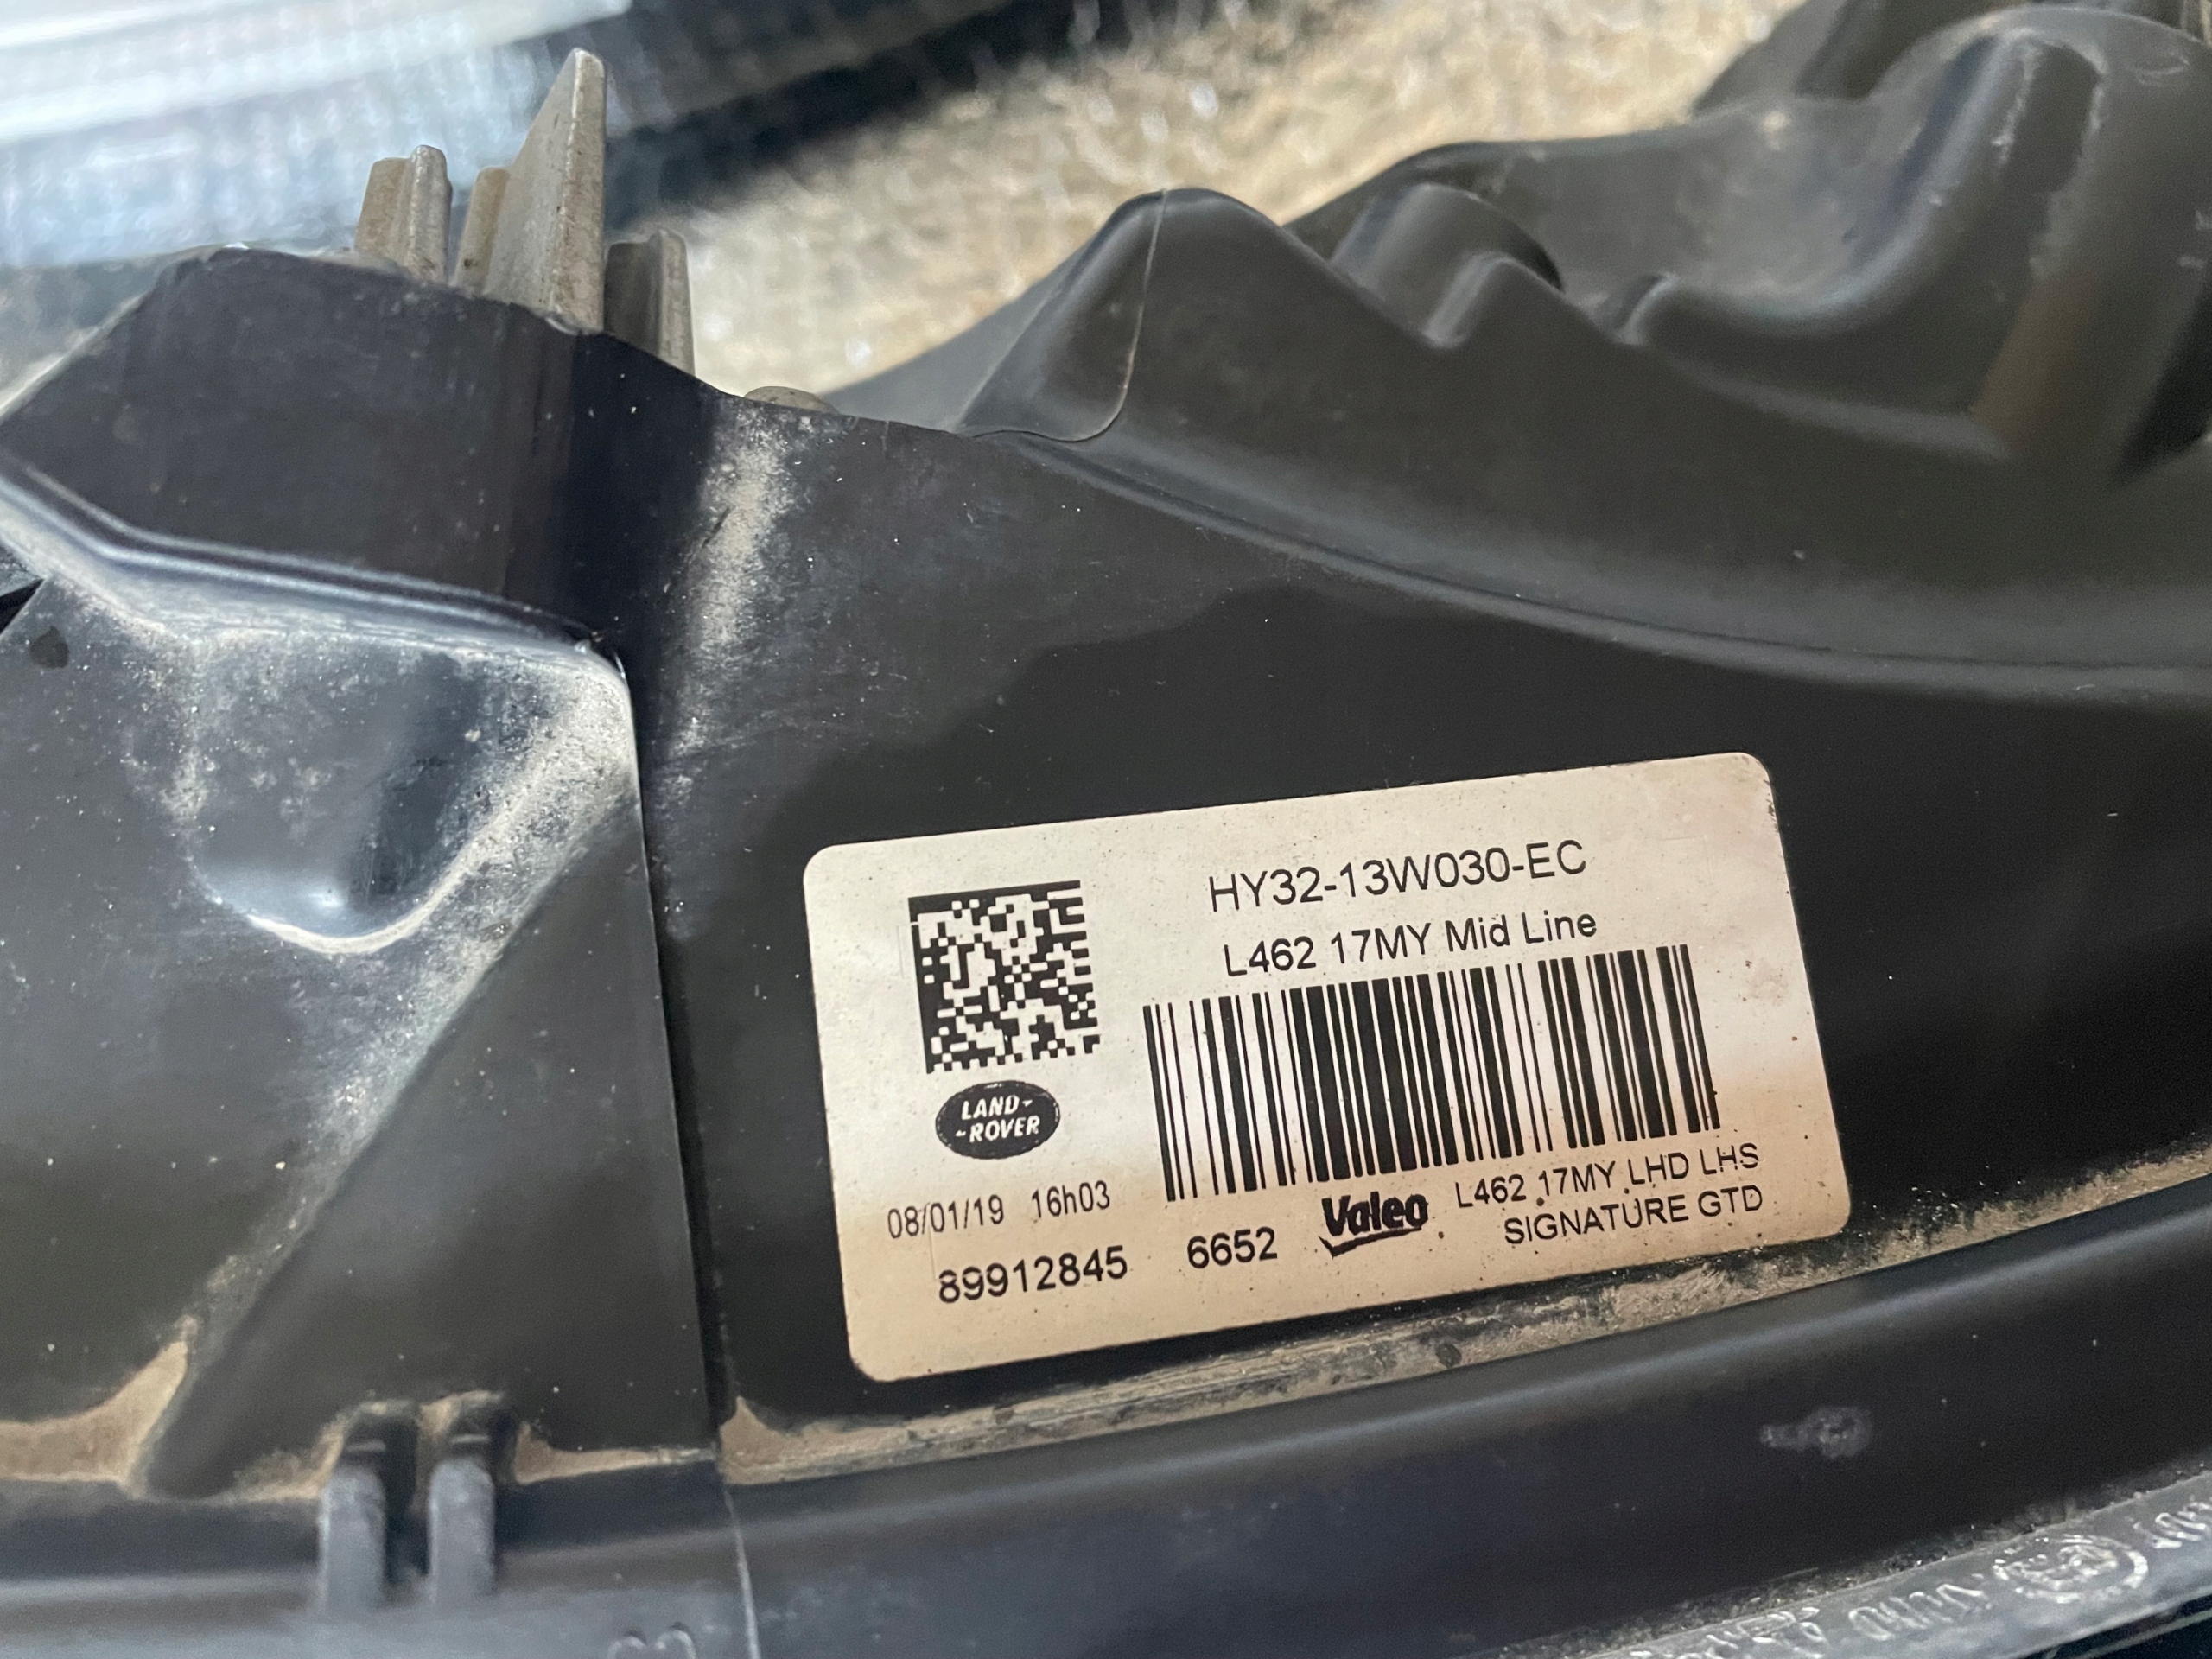 HY32-13W030-EC
L462 17MY Mid Line
LAND-
-ROVER
08/01/19 16h03
89912845 6652
Valeo
L462 17MY LHD LHS
SIGNATURE GTD